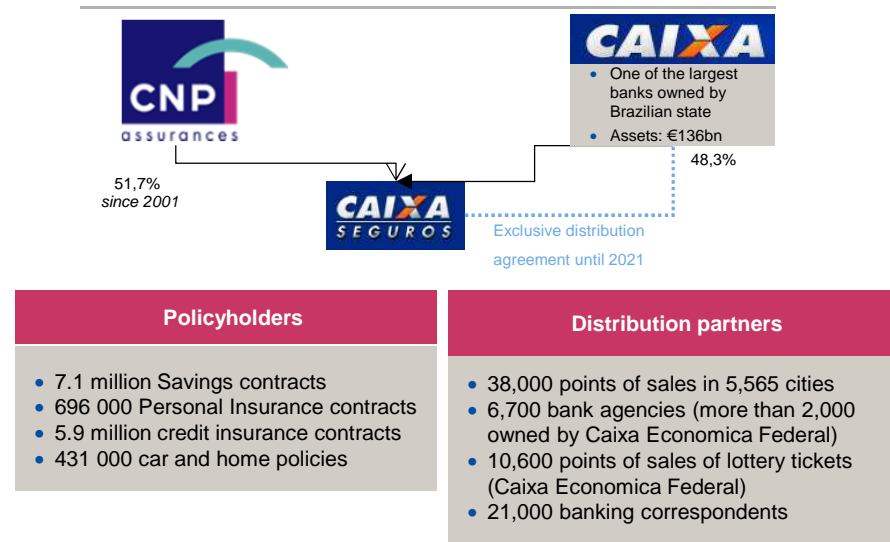 CNP
assurances
CAIXA
• One of the largest
banks owned by
Brazilian state
• Assets: €136bn
51,7%
since 2001
48,3%
CAIXA
SEGUROS
Exclusive distribution
agreement until 2021
Policyholders
• 7.1 million Savings contracts
• 696 000 Personal Insurance contracts
• 5.9 million credit insurance contracts
• 431 000 car and home policies
Distribution partners
• 38,000 points of sales in 5,565 cities
• 6,700 bank agencies (more than 2,000
owned by Caixa Economica Federal)
• 10,600 points of sales of lottery tickets
(Caixa Economica Federal)
• 21,000 banking correspondents